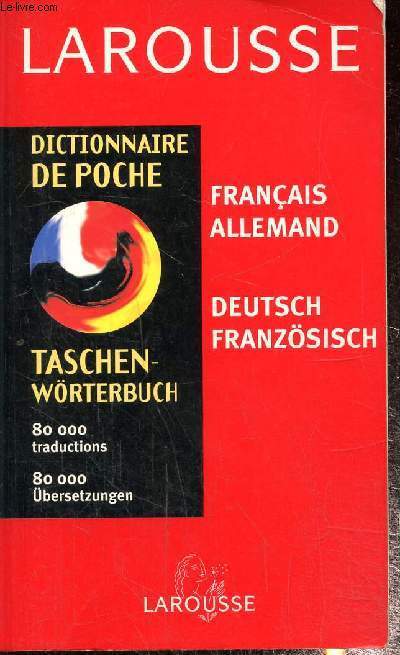 Le-livre.com
LAROUSSE
DICTIONNAIRE
DE POCHE
FRANÇAIS
ALLEMAND
DEUTSCH
FRANZÖSISCH
TASCHEN-
WÖRTERBUCH
80 000
traductions
80 000
Übersetzungen
LAROUSSE